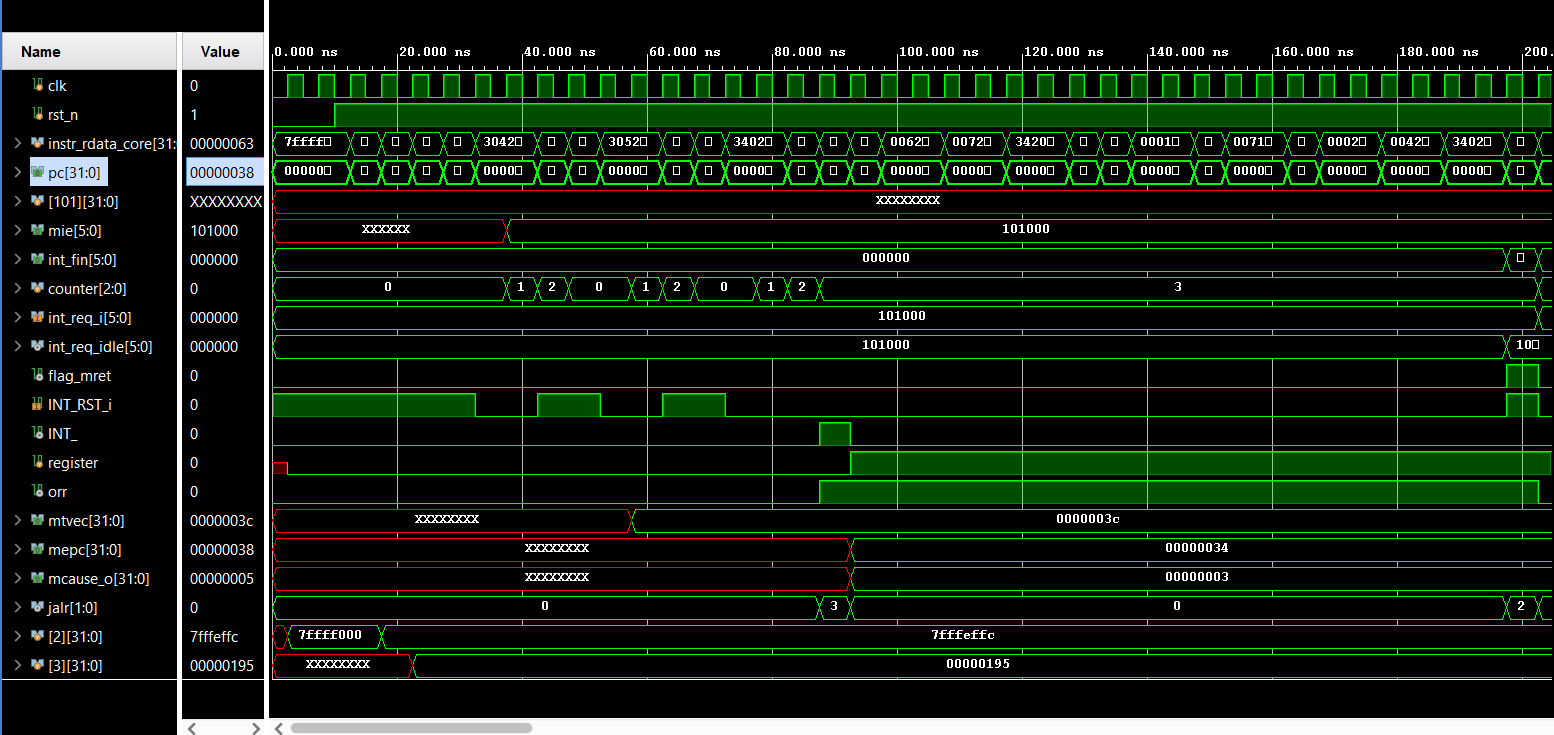 Name Value 0.000 ns 20.000 ns 40.000 ns 60.000 ns 80.000 ns 100.000 ns 120.000 ns 140.000 ns 160.000 ns 180.000 ns 200.
clk 0
rst_n 1
instr_rdata_core[31: 00000063 7ffff 3042 3052 3402 0062 0072 3420 0001 0071 0002 0042 3402
pc[31:0] 00000038 00000 0000 0000 0000 0000 0000 0000 0000 0000 0000 0000 0000
[101][31:0] XXXXXXXX XXXXXXXX
mie[5:0] 101000 XXXXXX 101000
int_fin[5:0] 000000 000000
counter[2:0] 0 0 1 2 0 1 2 0 1 2 3
int_req_i[5:0] 000000 101000
int_req_idle[5:0] 000000 101000 10
flag_mret 0
INT_RST_i 0
INT_ 0
register 0
orr 0
mtvec[31:0] 0000003c XXXXXXXX 0000003c
mepc[31:0] 00000038 XXXXXXXX 00000034
mcause_o[31:0] 00000005 XXXXXXXX 00000003
jalr[1:0] 0 0 3 0 2
[2][31:0] 7fffeffc 7ffff000 7fffeffc
[3][31:0] 00000195 XXXXXXXX 00000195